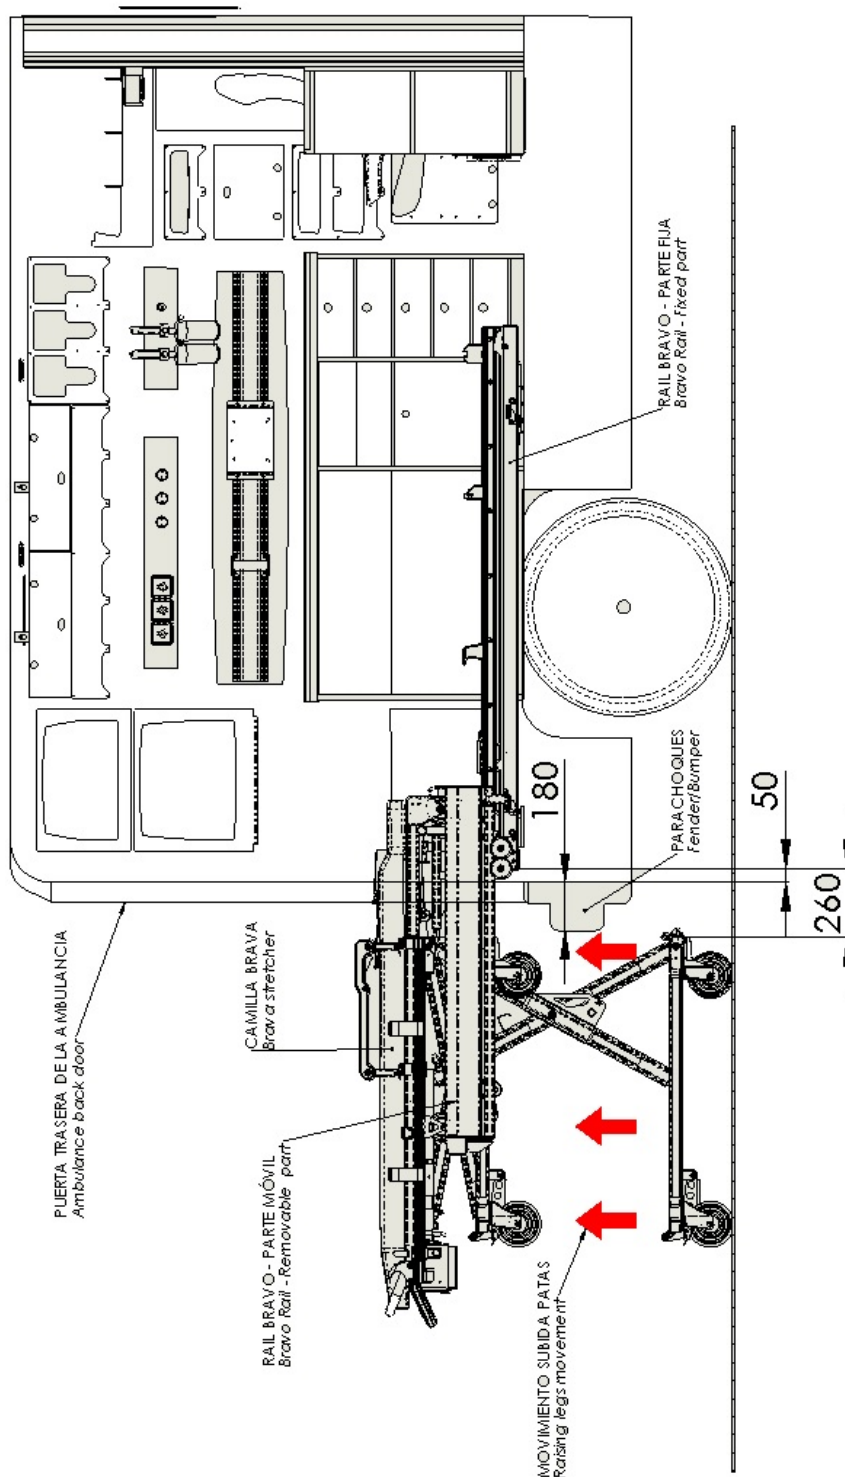 PUERTA TRASERA DE LA AMBULANCIA
Ambulance back door
CAMILLA BRAVA
Brava stretcher
RAIL BRAVO - PARTE MÓVIL
Bravo Rail - Removable part
MOVIMIENTO SUBIDA PATAS
Raising legs movement
RAIL BRAVO - PARTE FIJA
Bravo Rail - Fixed part
PARACHOQUES
Fender/Bumper
180
50
260